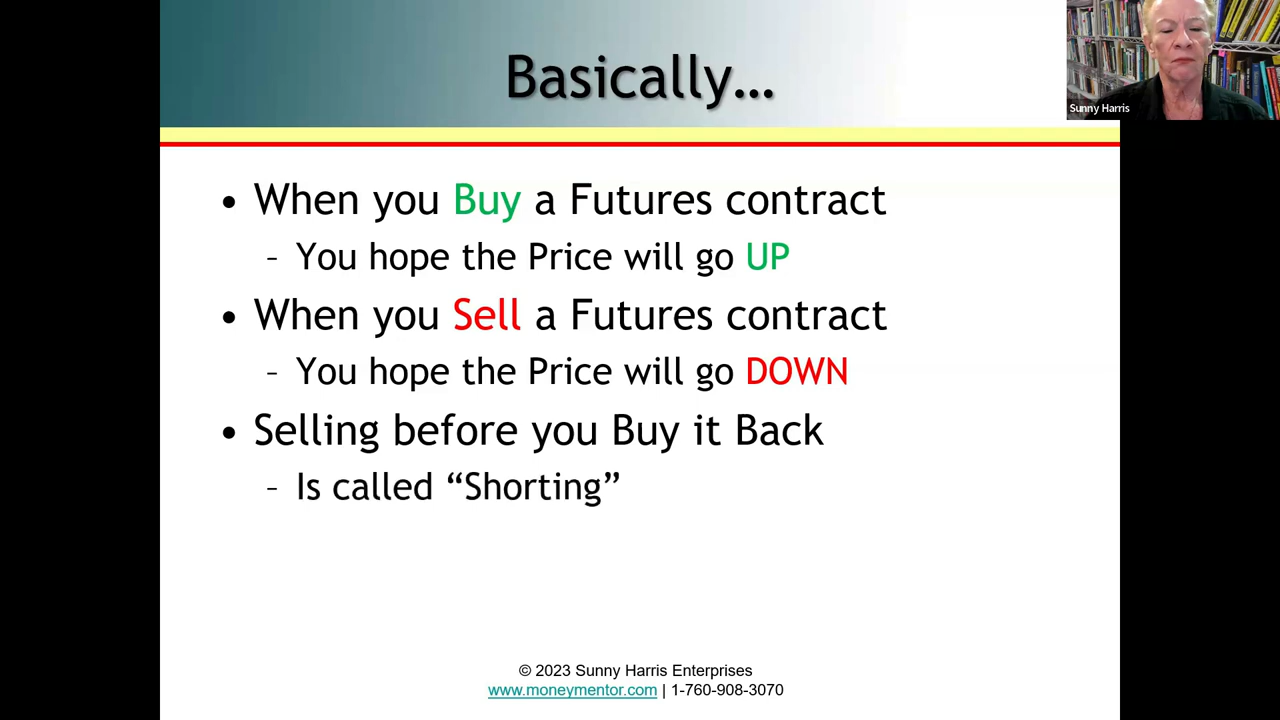 Basically...
Sunny Harris
• When you Buy a Futures contract
– You hope the Price will go UP
• When you Sell a Futures contract
– You hope the Price will go DOWN
• Selling before you Buy it Back
– Is called “Shorting”
© 2023 Sunny Harris Enterprises
www.moneymentor.com | 1-760-908-3070